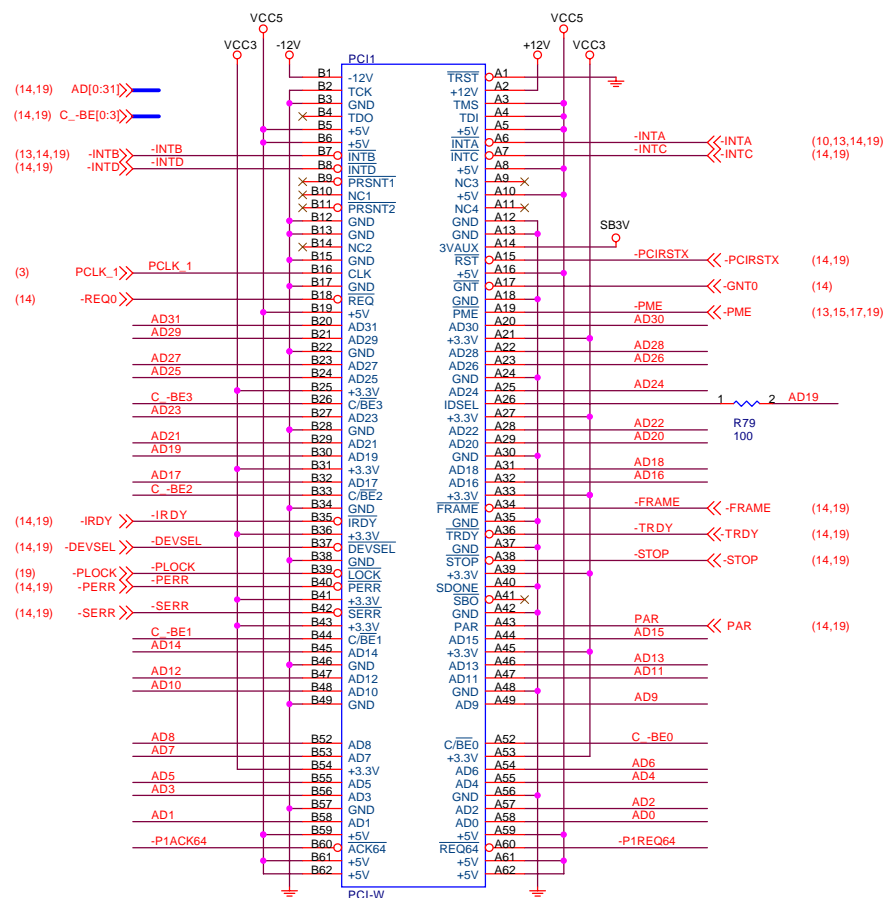 VCC5 VCC5
VCC3 -12V +12V VCC3
PCI1
(14,19) AD[0:31]
(14,19) C_-BE[0:3]
B1 -12V TRST A1
B2 TCK +12V A2
B3 GND TMS A3
B4 TDO TDI A4
B5 +5V +5V A5
B6 +5V INTA A6 -INTA -INTA (10,13,14,19)
(13,14,19) -INTB -INTB B7 INTB INTC A7 -INTC -INTC (14,19)
(14,19) -INTD -INTD B8 INTD +5V A8
B9 PRSNT1 NC3 A9
B10 NC1 +5V A10
B11 PRSNT2 NC4 A11
B12 GND GND A12
B13 GND GND A13
B14 NC2 3VAUX A14 SB3V
B15 GND RST A15 -PCIRSTX -PCIRSTX (14,19)
(3) PCLK_1 PCLK_1 B16 CLK +5V A16
B17 GND GNT A17 -GNT0 (14)
(14) -REQ0 B18 REQ GND A18
B19 +5V PME A19 -PME -PME (13,15,17,19)
AD31 B20 AD31 AD30 A20 AD30
AD29 B21 AD29 +3.3V A21
B22 GND AD28 A22 AD28
AD27 B23 AD27 AD26 A23 AD26
AD25 B24 AD25 GND A24
B25 +3.3V AD24 A25 AD24
C_-BE3 B26 C/BE3 IDSEL A26 1 2 AD19
R79
100
AD23 B27 AD23 +3.3V A27
B28 GND AD22 A28 AD22
AD21 B29 AD21 AD20 A29 AD20
AD19 B30 AD19 GND A30
B31 +3.3V AD18 A31 AD18
AD17 B32 AD17 AD16 A32 AD16
C_-BE2 B33 C/BE2 +3.3V A33
B34 GND FRAME A34 -FRAME -FRAME (14,19)
(14,19) -IRDY -IRDY B35 IRDY GND A35
B36 +3.3V TRDY A36 -TRDY -TRDY (14,19)
(14,19) -DEVSEL -DEVSEL B37 DEVSEL GND A37
B38 GND STOP A38 -STOP -STOP (14,19)
(19) -PLOCK -PLOCK B39 LOCK +3.3V A39
(14,19) -PERR -PERR B40 PERR SDONE A40
B41 +3.3V SBO A41
(14,19) -SERR -SERR B42 SERR GND A42
B43 +3.3V PAR A43 PAR PAR (14,19)
C_-BE1 B44 C/BE1 AD15 A44 AD15
AD14 B45 AD14 +3.3V A45
B46 GND AD13 A46 AD13
AD12 B47 AD12 AD11 A47 AD11
AD10 B48 AD10 GND A48
B49 GND AD9 A49 AD9
AD8 B52 AD8 C/BE0 A52 C_-BE0
AD7 B53 AD7 +3.3V A53
B54 +3.3V AD6 A54 AD6
AD5 B55 AD5 AD4 A55 AD4
AD3 B56 AD3 GND A56
B57 GND AD2 A57 AD2
AD1 B58 AD1 AD0 A58 AD0
B59 +5V +5V A59
-P1ACK64 B60 ACK64 REQ64 A60 -P1REQ64
B61 +5V +5V A61
B62 +5V +5V A62
PCI-W